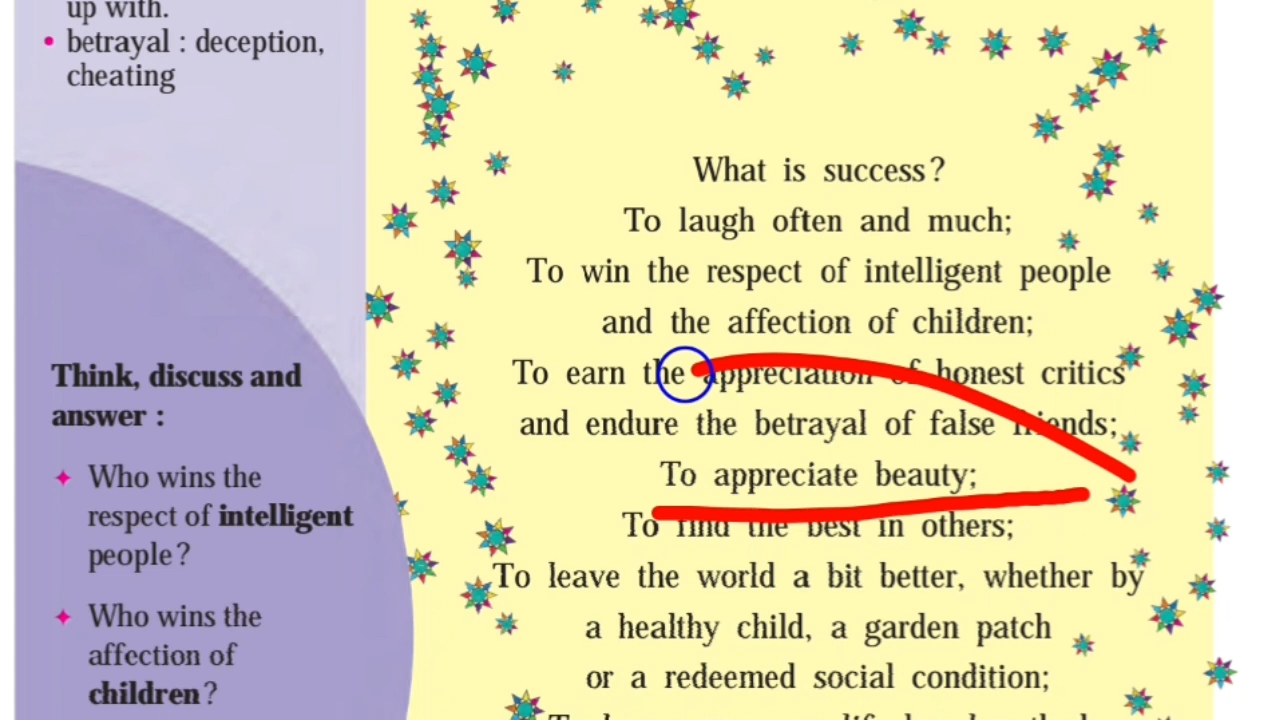 up with.
• betrayal : deception,
cheating
Think, discuss and
answer :
Who wins the
respect of intelligent
people?
Who wins the
affection of
children?
What is success?
To laugh often and much;
To win the respect of intelligent people
and the affection of children;
To earn the appreciation of honest critics
and endure the betrayal of false friends;
To appreciate beauty;
To find the best in others;
To leave the world a bit better, whether by
a healthy child, a garden patch
or a redeemed social condition;